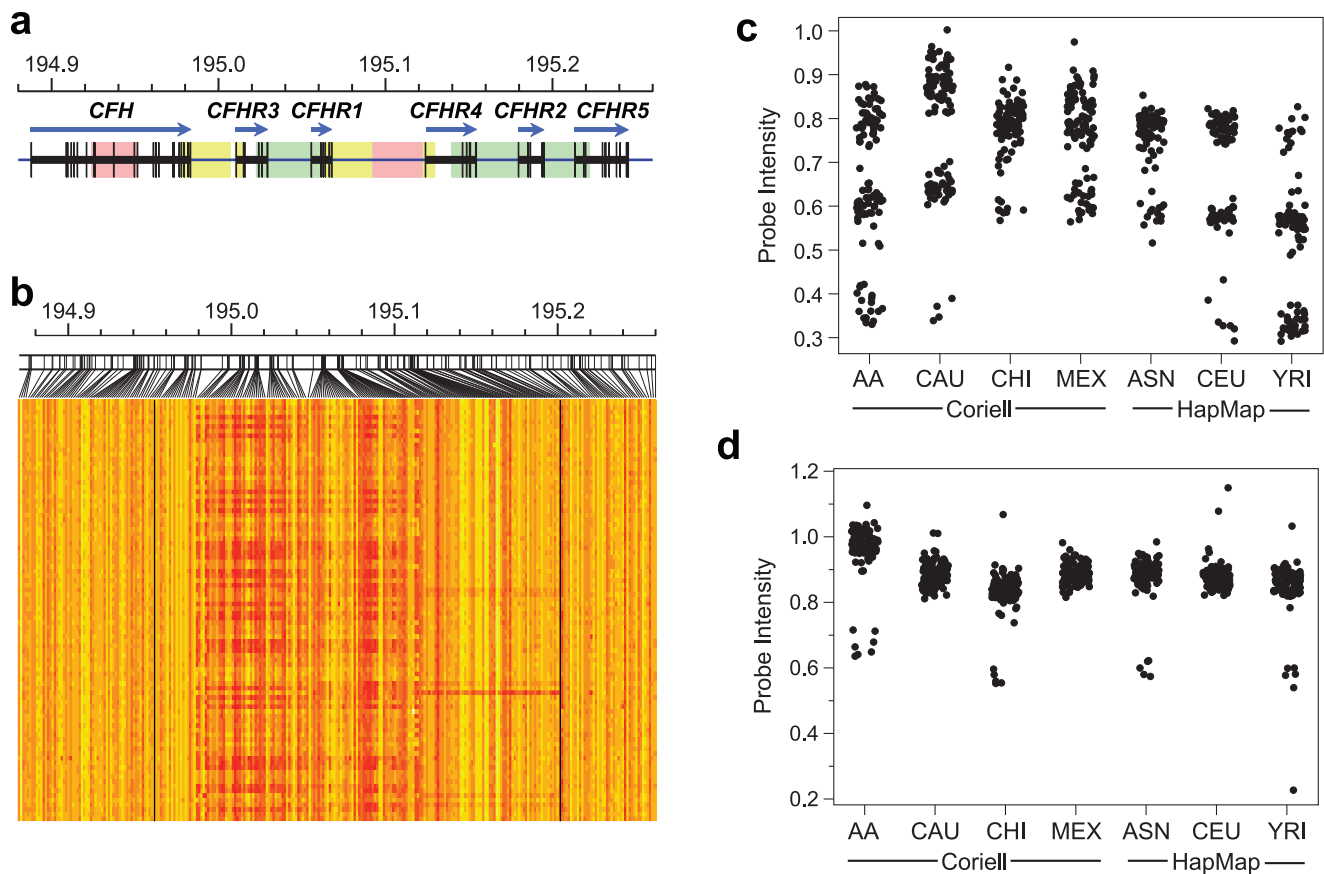 a
194.9 195.0 195.1 195.2
CFH CFHR3 CFHR1 CFHR4 CFHR2 CFHR5
b
194.9 195.0 195.1 195.2
c
Probe Intensity
1.0
0.9
0.8
0.7
0.6
0.5
0.4
0.3
AA CAU CHI MEX ASN CEU YRI
Coriell HapMap
d
Probe Intensity
1.2
1.0
0.8
0.6
0.4
0.2
AA CAU CHI MEX ASN CEU YRI
Coriell HapMap